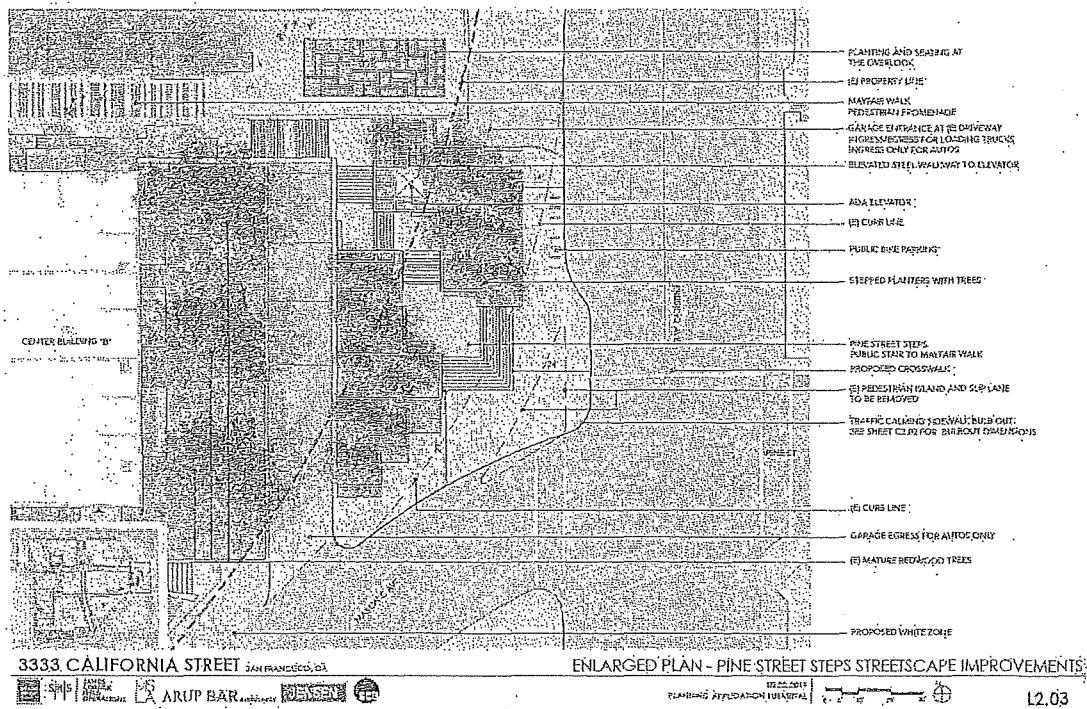 PLANTING AND SEATING AT
THE OVERLOOK
(E) PROPERTY LINE
MAYFAIR WALK
PEDESTRIAN PROMENADE
GARAGE ENTRANCE AT (E) DRIVEWAY
INGRESS/EGRESS FOR LOADING TRUCKS,
INGRESS ONLY FOR AUTOS
ELEVATED STEEL WALKWAY TO ELEVATOR
ADA ELEVATOR
(E) CURB LINE
PUBLIC BIKE PARKING
STEPPED PLANTERS WITH TREES
CENTER BUILDING "B"
PINE STREET STEPS
PUBLIC STAIR TO MAYFAIR WALK
PROPOSED CROSSWALK
(E) PEDESTRIAN ISLAND AND SLIP LANE
TO BE REMOVED
TRAFFIC CALMING SIDEWALK BULB OUT:
SEE SHEET FOR BULBOUT DIMENSIONS
PINE ST
(E) CURB LINE
GARAGE EGRESS FOR AUTOS ONLY
(E) MATURE REDWOOD TREES
PROPOSED WHITE ZONE
3333 CALIFORNIA STREET SAN FRANCISCO, CA
ENLARGED PLAN - PINE STREET STEPS STREETSCAPE IMPROVEMENTS
ARUP BAR
PLANNING APPLICATION
L2.03